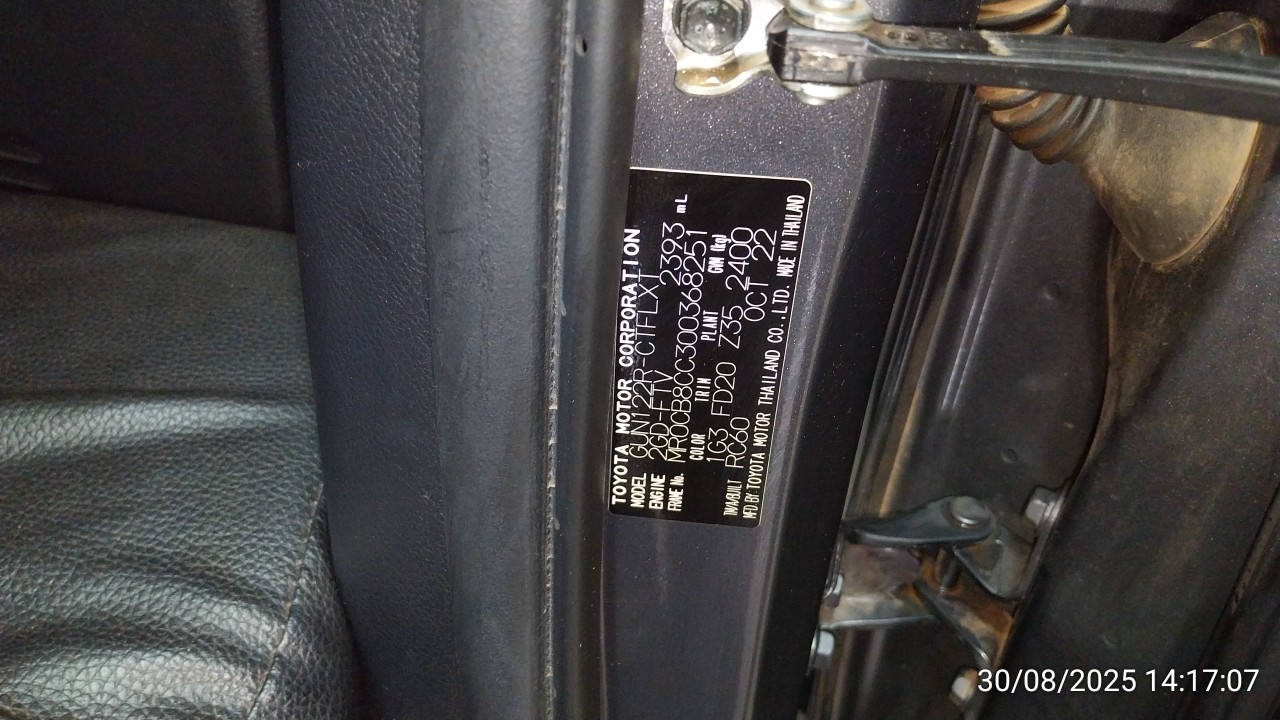 TOYOTA MOTOR CORPORATION
MODEL GUN122R-CTFLXT
ENGINE 2GD-FTV 2393 mL
FRAME No. MR0CB8CC300368251
COLOR TRIM PLANT GVM (kg)
1G3 FD20 Z35 2400
TMA/BUILT RC60 OCT 22
MFD BY TOYOTA MOTOR THAILAND CO.,LTD. MADE IN THAILAND
30/08/2025 14:17:07